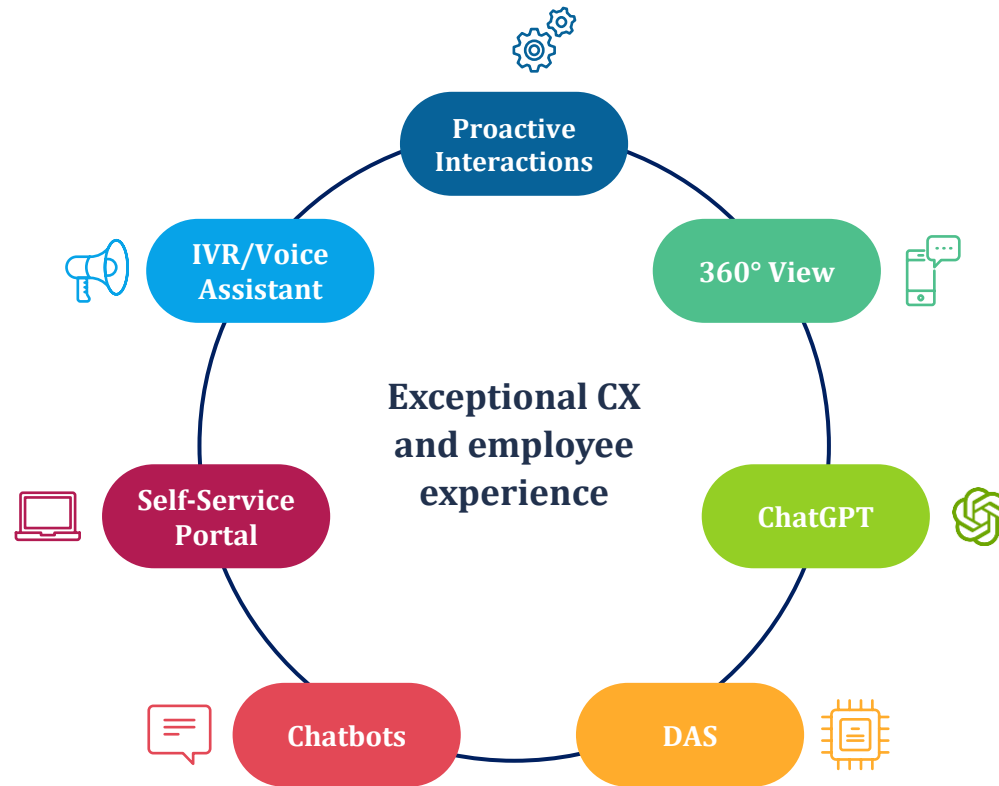 Proactive
Interactions
IVR/Voice
Assistant
360° View
Exceptional CX
and employee
experience
Self-Service
Portal
ChatGPT
Chatbots
DAS